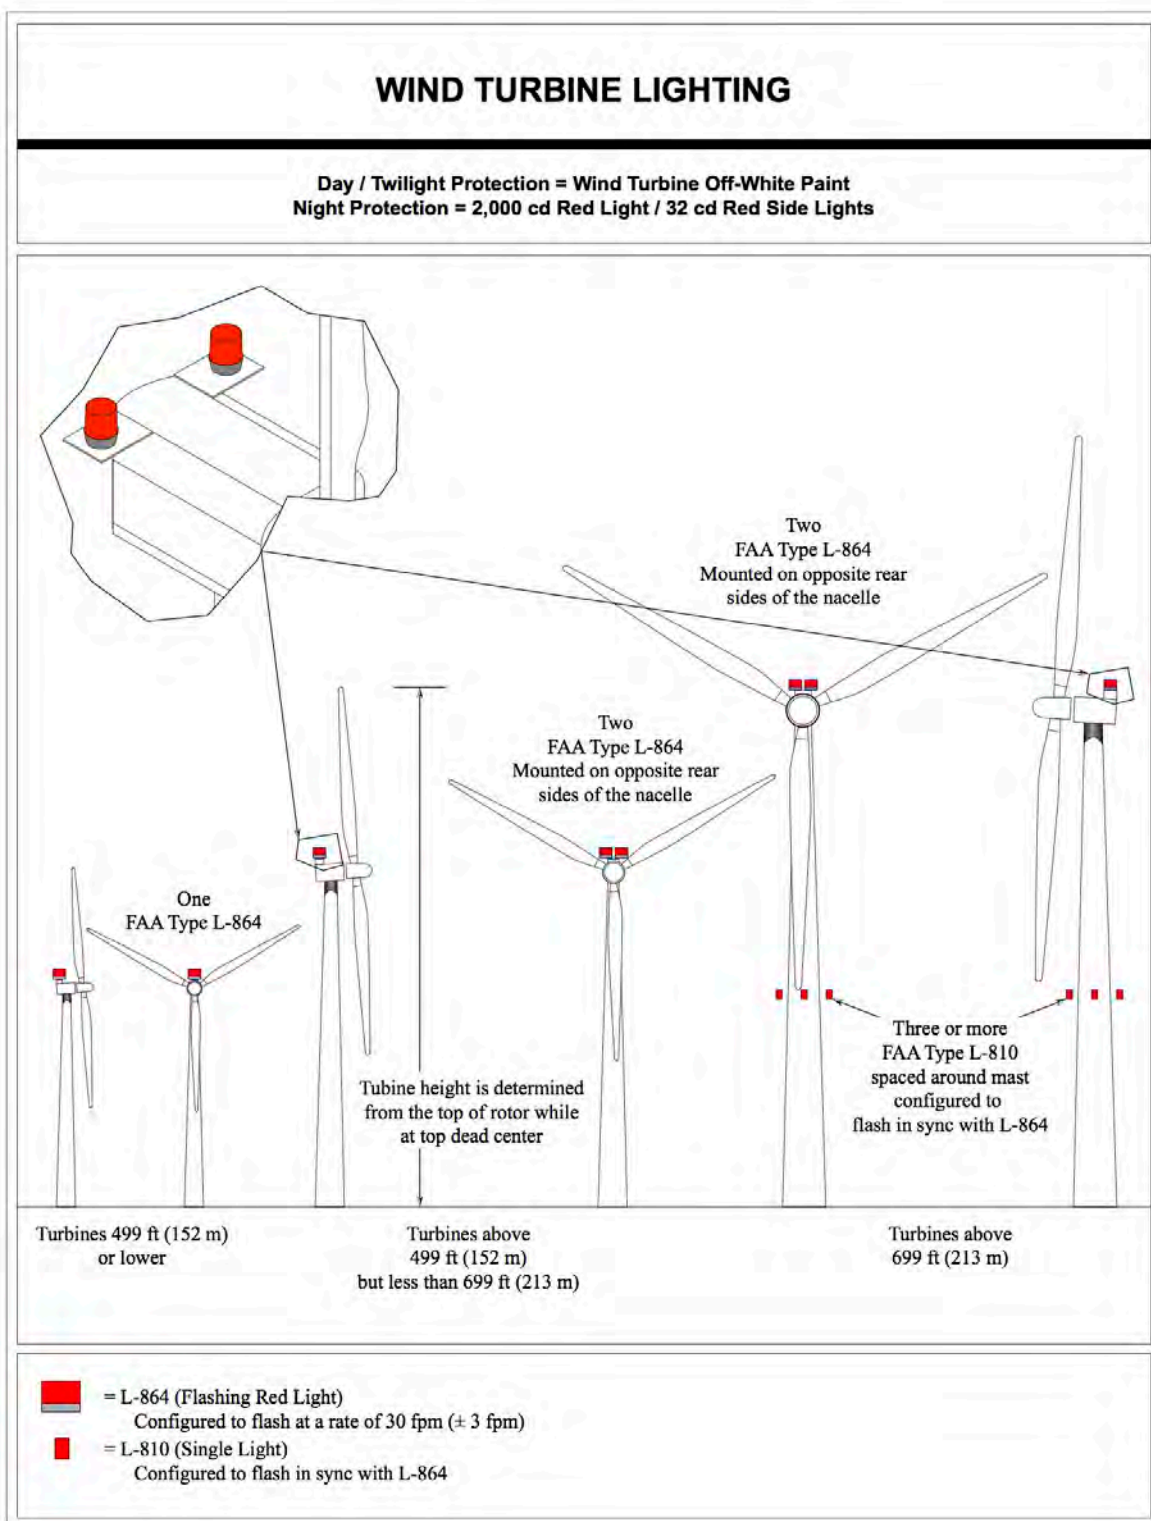 WIND TURBINE LIGHTING
Day / Twilight Protection = Wind Turbine Off-White Paint
Night Protection = 2,000 cd Red Light / 32 cd Red Side Lights
Two
FAA Type L-864
Mounted on opposite rear
sides of the nacelle
Two
FAA Type L-864
Mounted on opposite rear
sides of the nacelle
One
FAA Type L-864
Three or more
FAA Type L-810
spaced around mast
configured to
flash in sync with L-864
Tubine height is determined
from the top of rotor while
at top dead center
Turbines 499 ft (152 m)
or lower
Turbines above
499 ft (152 m)
but less than 699 ft (213 m)
Turbines above
699 ft (213 m)
= L-864 (Flashing Red Light)
Configured to flash at a rate of 30 fpm (± 3 fpm)
= L-810 (Single Light)
Configured to flash in sync with L-864